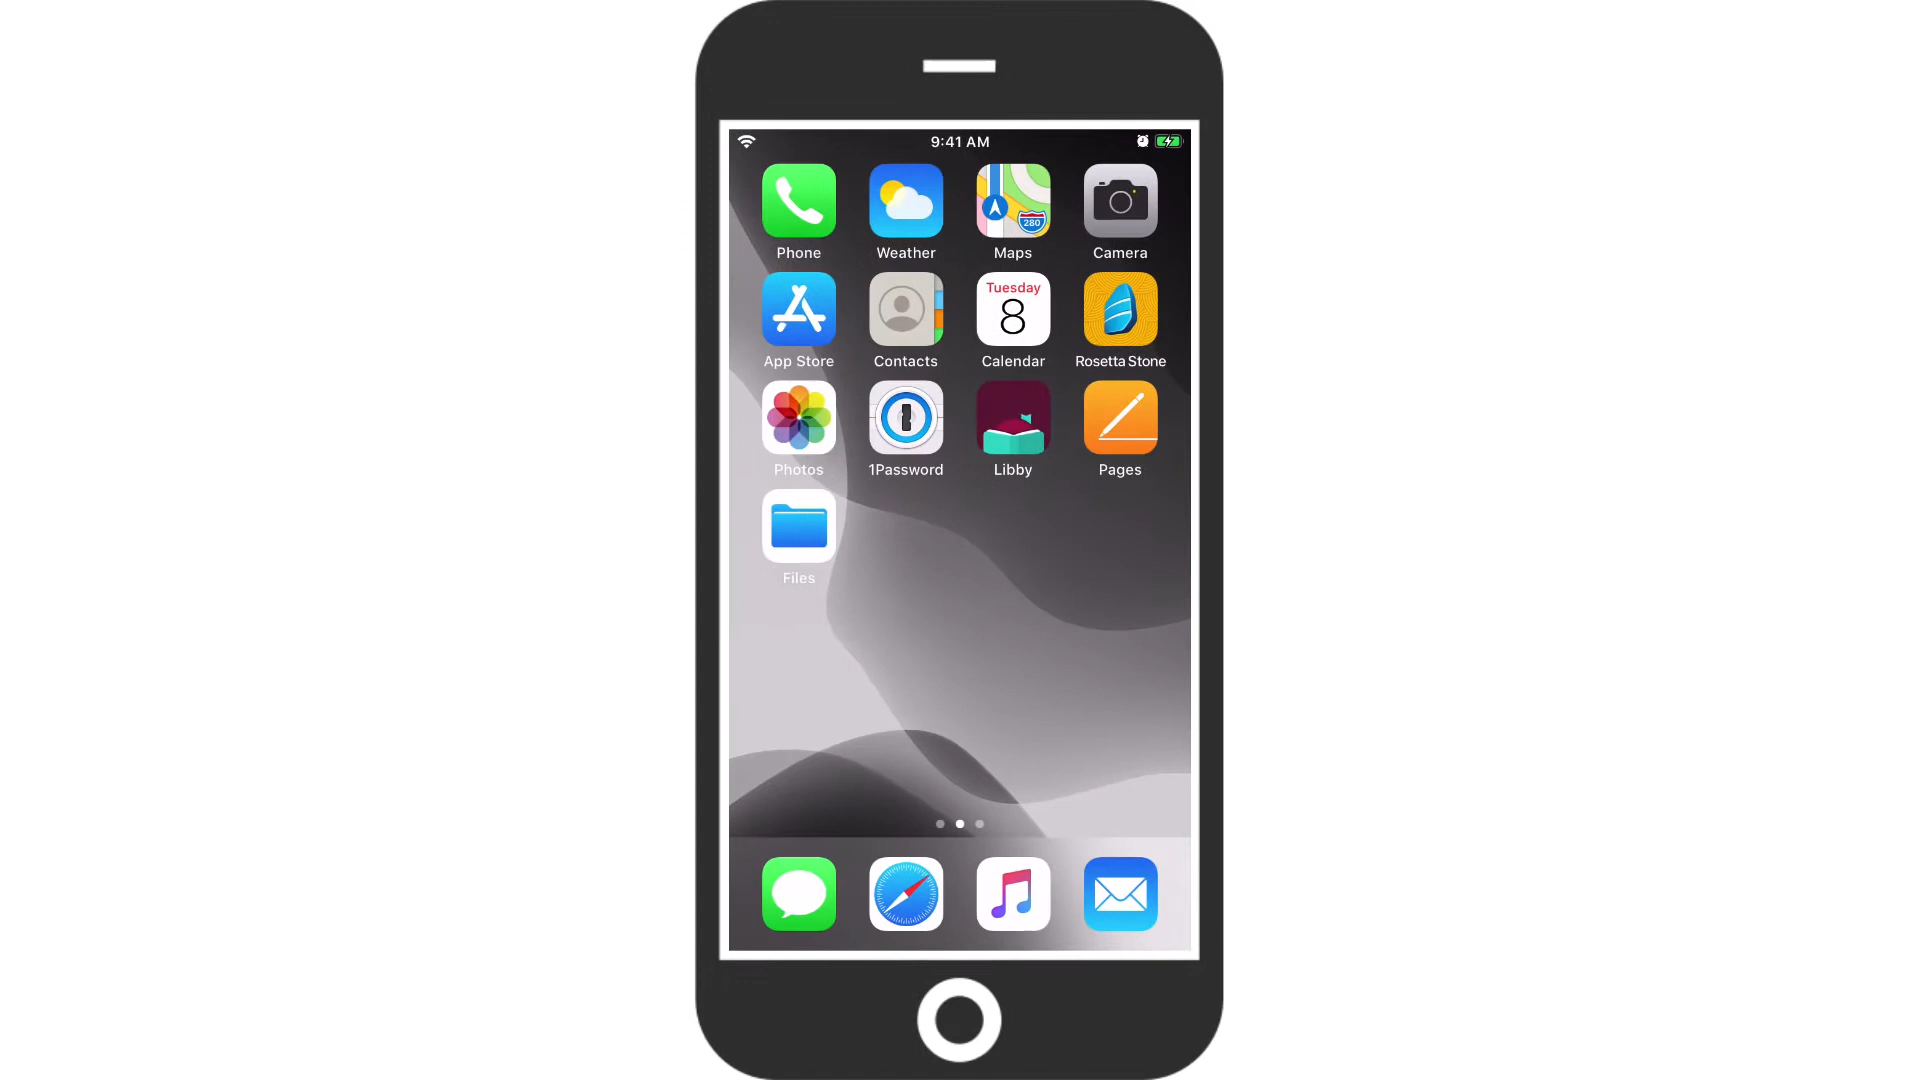 9:41 AM
280
Phone Weather Maps Camera
Tuesday
8
App Store Contacts Calendar Rosetta Stone
Photos 1Password Libby Pages
Files